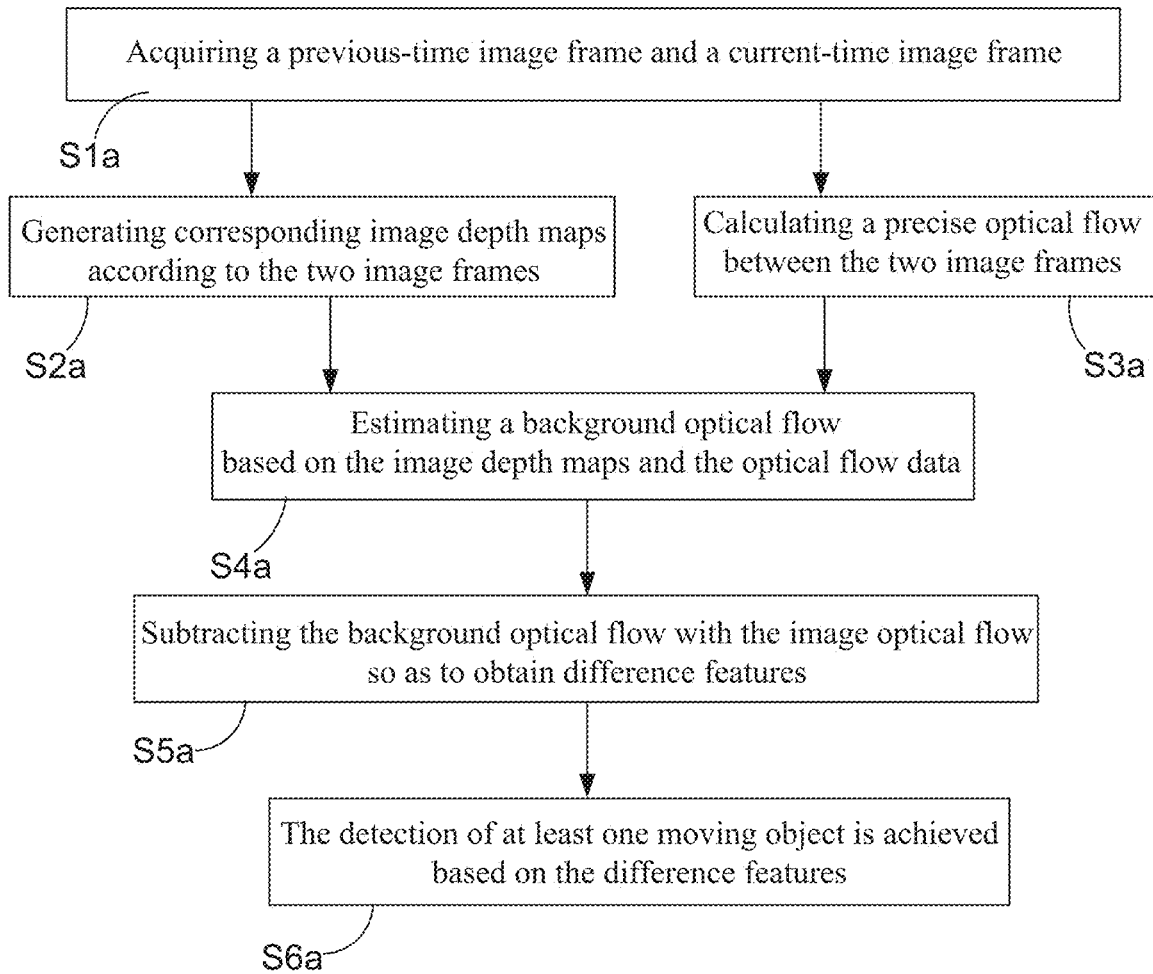 Acquiring a previous-time image frame and a current-time image frame
S1a
Generating corresponding image depth maps
according to the two image frames
S2a
Calculating a precise optical flow
between the two image frames
S3a
Estimating a background optical flow
based on the image depth maps and the optical flow data
S4a
Subtracting the background optical flow with the image optical flow
so as to obtain difference features
S5a
The detection of at least one moving object is achieved
based on the difference features
S6a